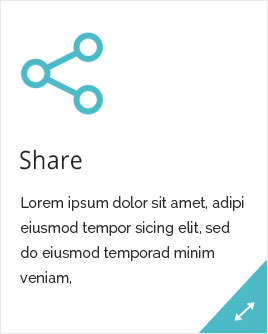 Share
Lorem ipsum dolor sit amet, adipi
eiusmod tempor sicing elit, sed
do eiusmod temporad minim
veniam,